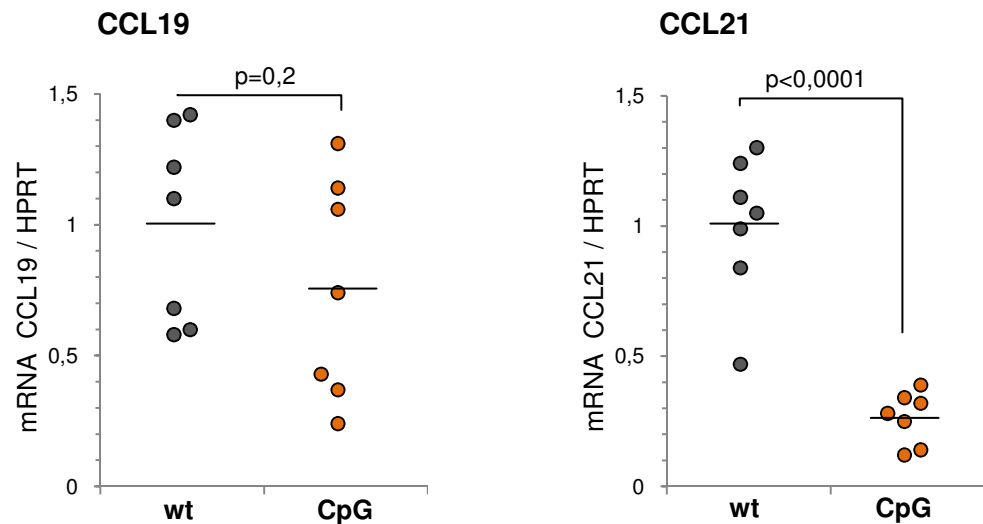 CCL19
p=0,2
1,5
1
0,5
0
mRNA CCL19 / HPRT
wt
CpG
CCL21
p<0,0001
1,5
1
0,5
0
mRNA CCL21 / HPRT
wt
CpG